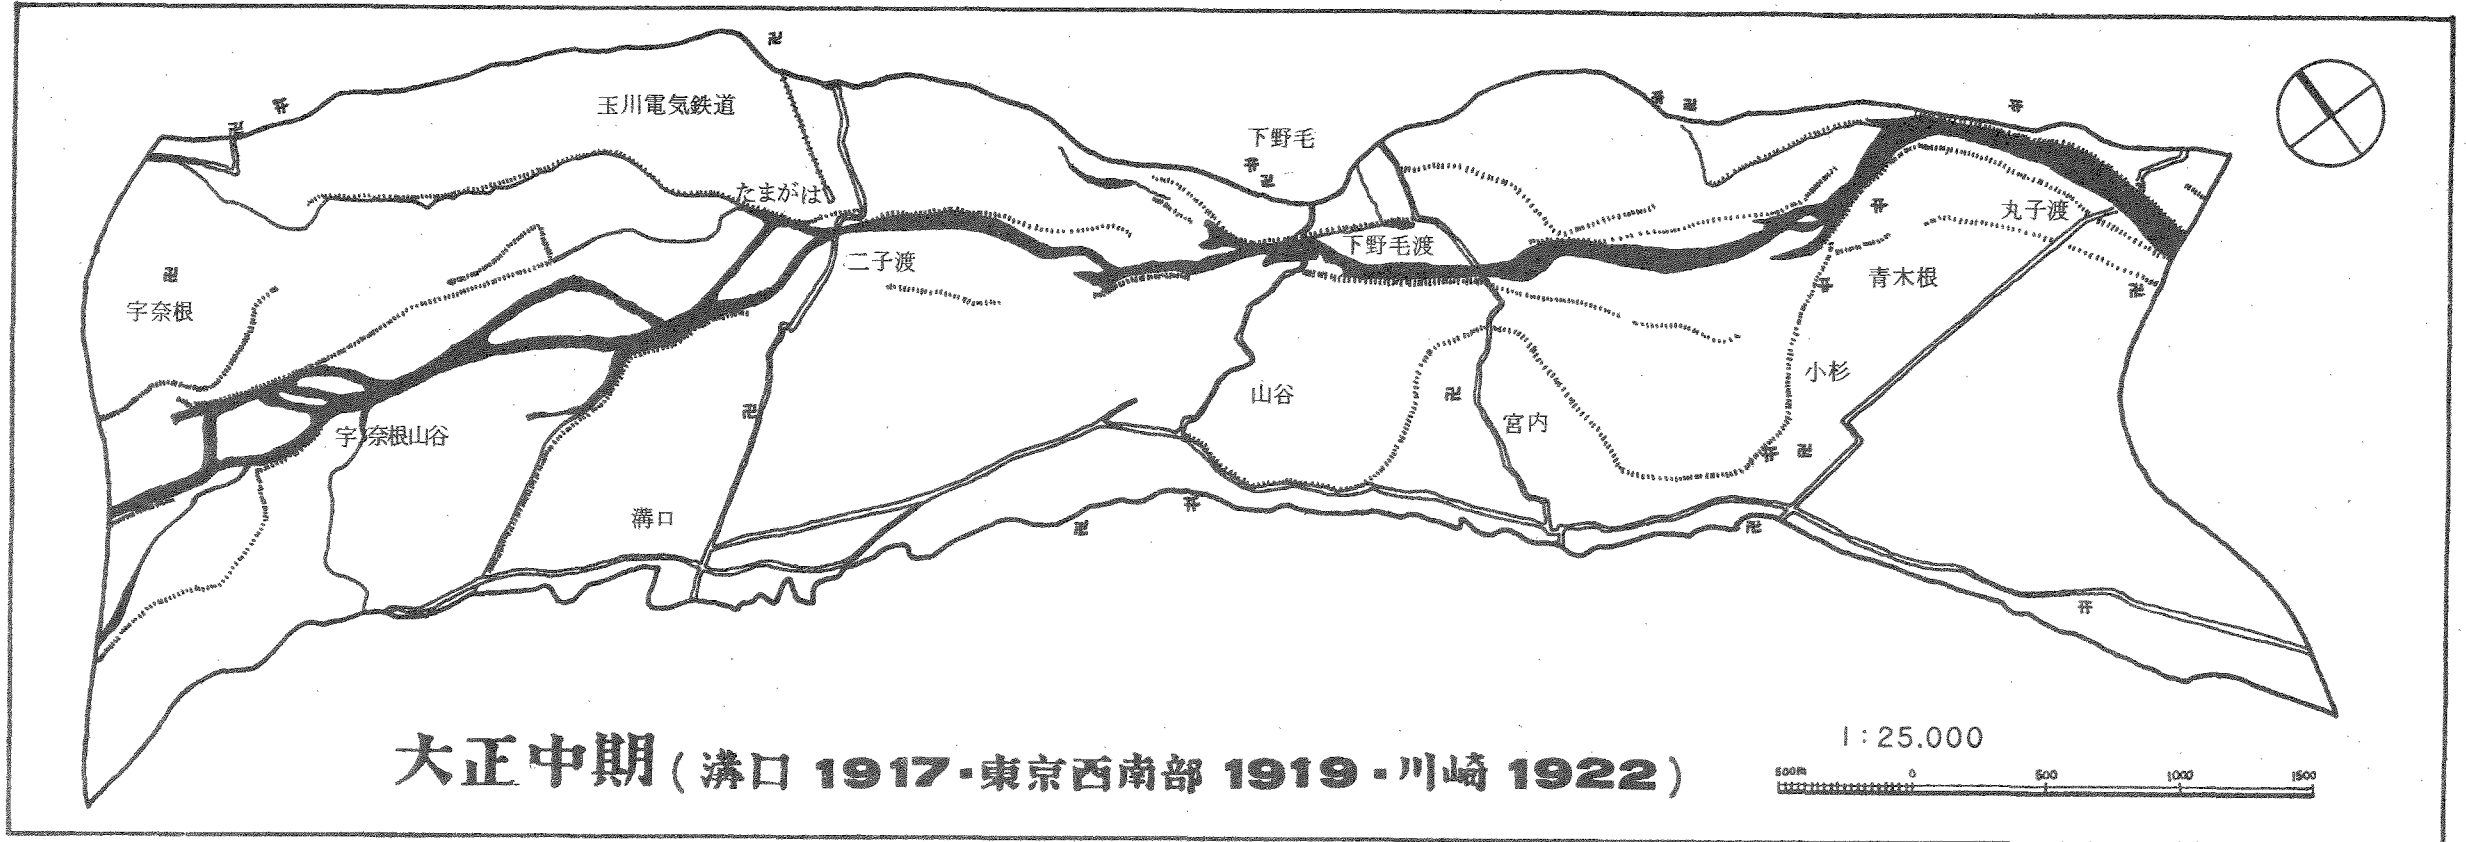 玉川電気鉄道
下野毛
たまがは
丸子渡
下野毛渡
二子渡
青木根
宇奈根
小杉
山谷
宮内
宇奈根山谷
溝口
大正中期(溝口 1917・東京西南部 1919・川崎 1922)
1:25.000
500m 0 500 1000 1500